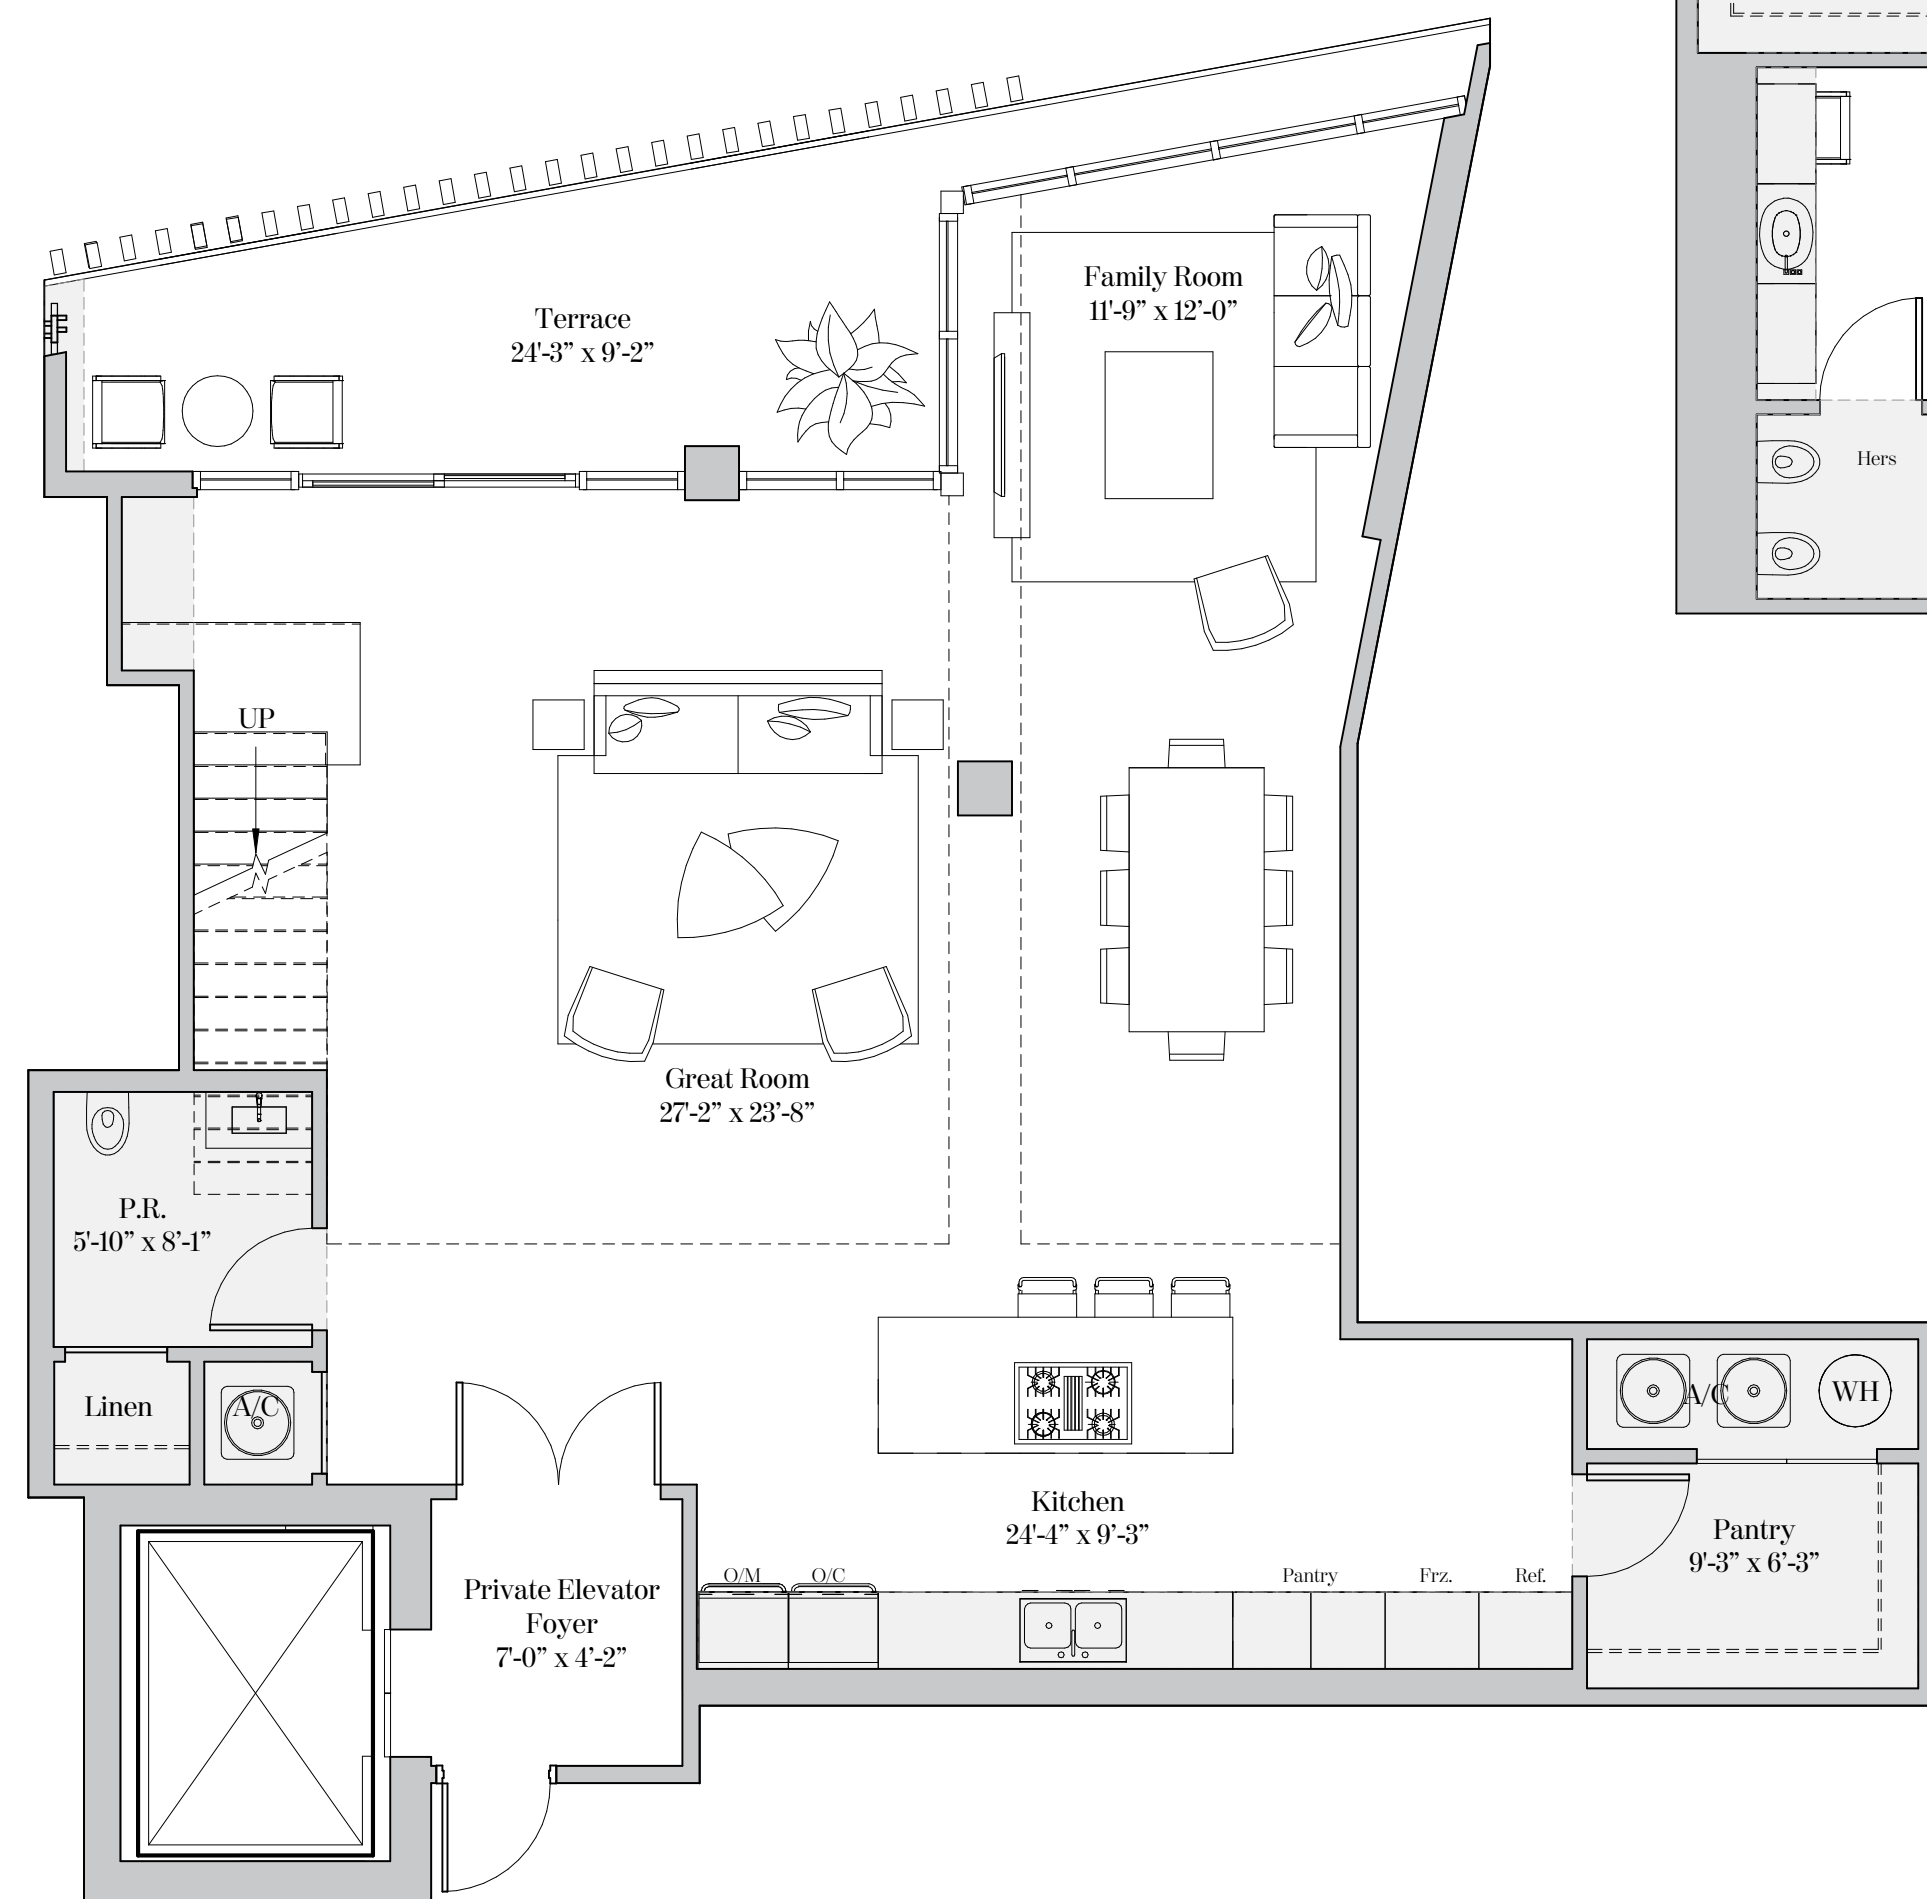 Family Room
11'-9” x 12’-0”
Terrace
24'-3” x 9’-2”
Hers
UP
Great Room
27'-2” x 23’-8”
P.R.
5'-10” x 8’-1”
Linen
A/C
A/C
WH
Kitchen
24'-4” x 9’-3”
Pantry
9'-3” x 6’-3”
O/M
O/C
Pantry
Frz.
Ref.
Private Elevator
Foyer
7'-0” x 4’-2”